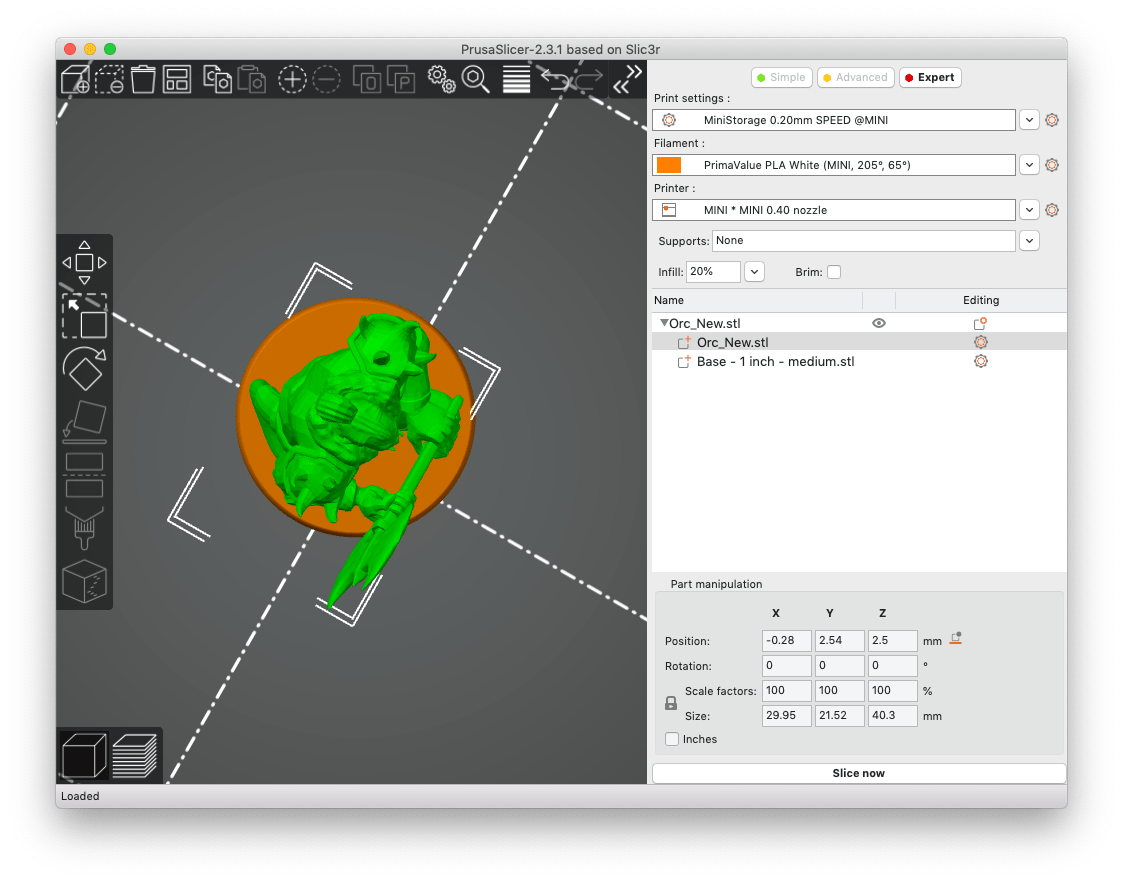 PrusaSlicer-2.3.1 based on Slic3r
Simple Advanced Expert
Print settings :
MiniStorage 0.20mm SPEED @MINI
Filament :
PrimaValue PLA White (MINI, 205°, 65°)
Printer :
MINI * MINI 0.40 nozzle
Supports: None
Infill: 20% Brim:
Name Editing
Orc_New.stl
Orc_New.stl
Base - 1 inch - medium.stl
Part manipulation
X Y Z
Position: -0.28 2.54 2.5 mm
Rotation: 0 0 0 °
Scale factors: 100 100 100 %
Size: 29.95 21.52 40.3 mm
Inches
Slice now
Loaded